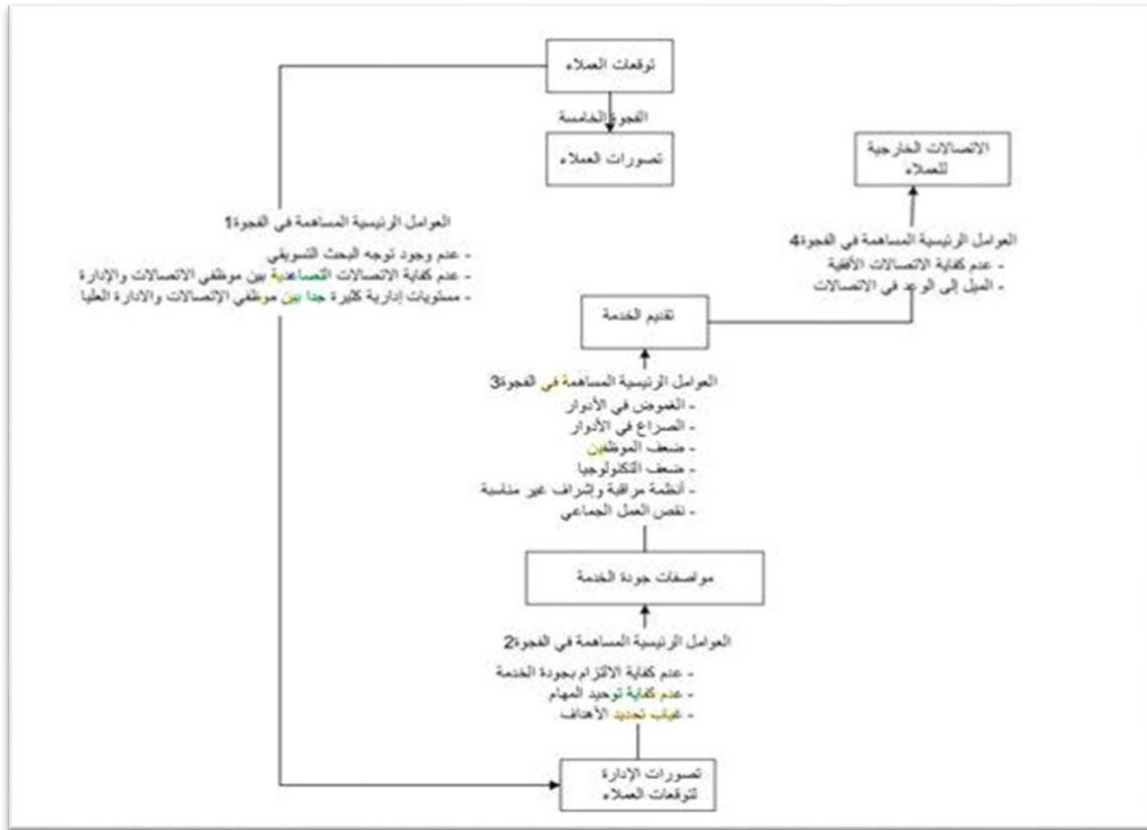 توقعات العملاء
الفجوة الخامسة
تصورات العملاء
الاتصالات الخارجية
للعملاء
العوامل الرئيسية المساهمة في الفجوة1
- عدم وجود توجه البحث التسويقي
- عدم كفاية الاتصالات التصاعدية بين موظفي الاتصالات والإدارة
- مستويات إدارية كثيرة جدا بين موظفي الإتصالات والادارة العليا
العوامل الرئيسية المساهمة في الفجوة4
- عدم كفاية الاتصالات الأفقية
- الميل إلى الوعد في الاتصالات
تقديم الخدمة
العوامل الرئيسية المساهمة في الفجوة3
- الغموض في الأدوار
- الصراع في الأدوار
- ضعف الموظفين
- ضعف التكنولوجيا
- أنظمة مراقبة وإشراف غير مناسبة
- نقص العمل الجماعي
مواصفات جودة الخدمة
العوامل الرئيسية المساهمة في الفجوة2
- عدم كفاية الالتزام بجودة الخدمة
- عدم كفاية توحيد المهام
- غياب تحديد الأهداف
تصورات الإدارة
لتوقعات العملاء